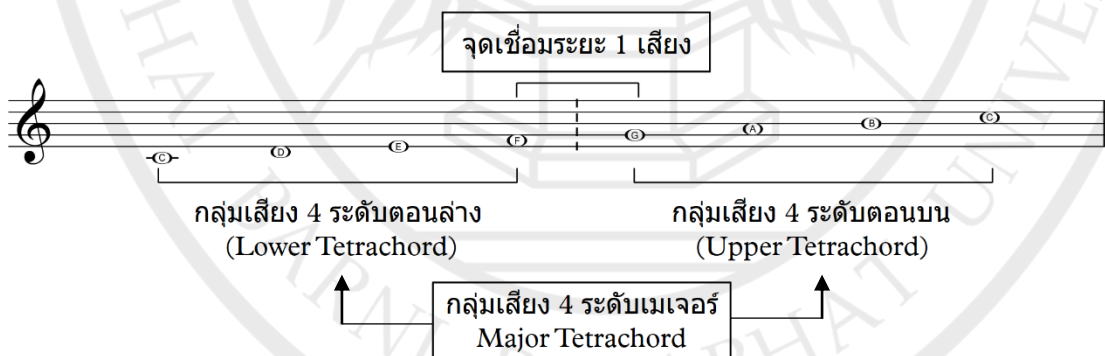 จุดเชื่อมระยะ 1 เสียง
C D E F G A B C
กลุ่มเสียง 4 ระดับตอนล่าง
(Lower Tetrachord)
กลุ่มเสียง 4 ระดับตอนบน
(Upper Tetrachord)
กลุ่มเสียง 4 ระดับเมเจอร์
Major Tetrachord